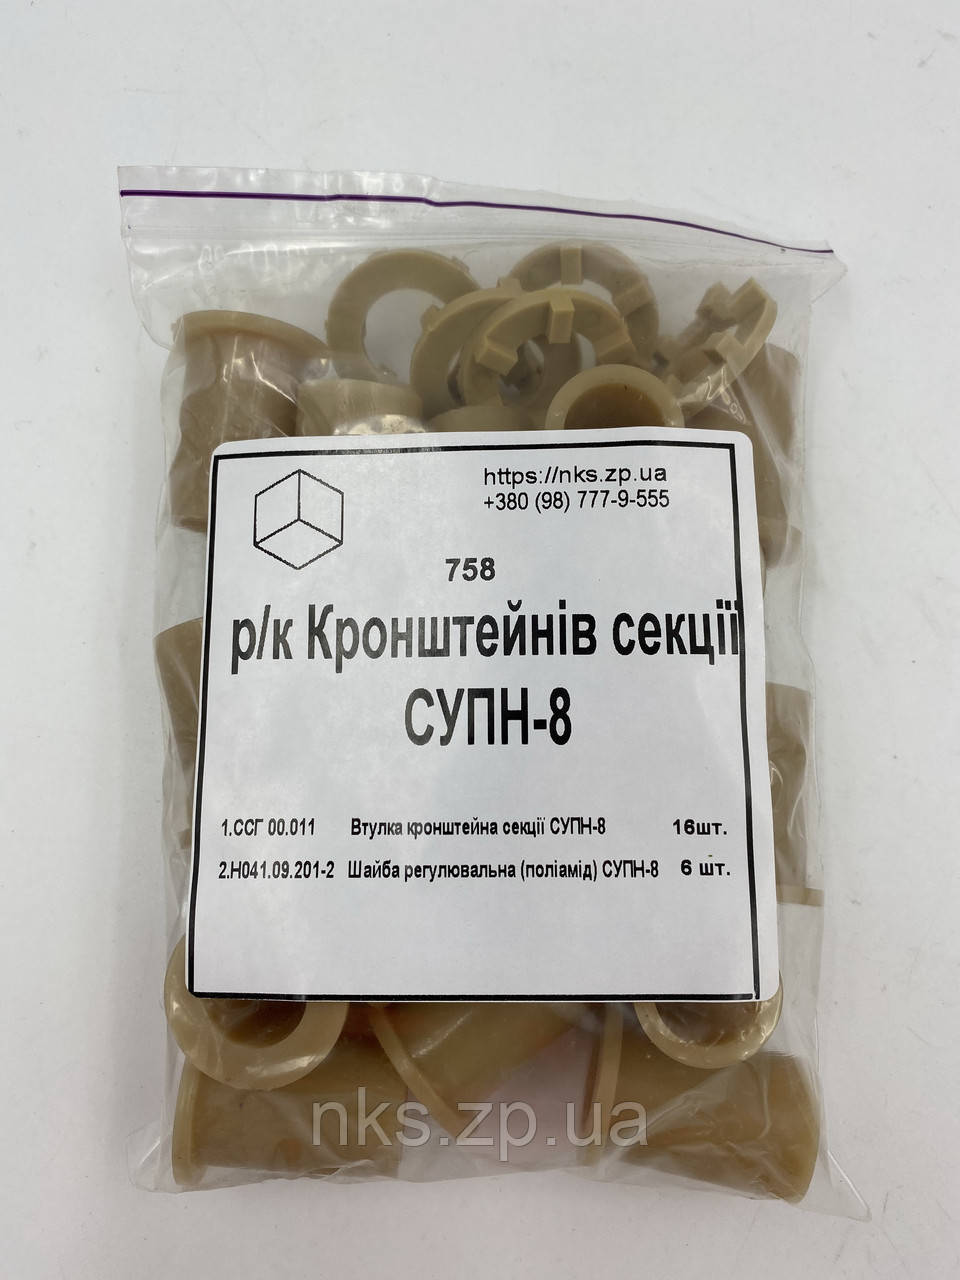 https://nks.zp.ua
+380 (98) 777-9-555
758
р/к Кронштейнів секції
СУПН-8
1.ССГ 00.011 Втулка кронштейна секції СУПН-8 16шт.
2.Н041.09.201-2 Шайба регулювальна (поліамід) СУПН-8 6 шт.
nks.zp.ua